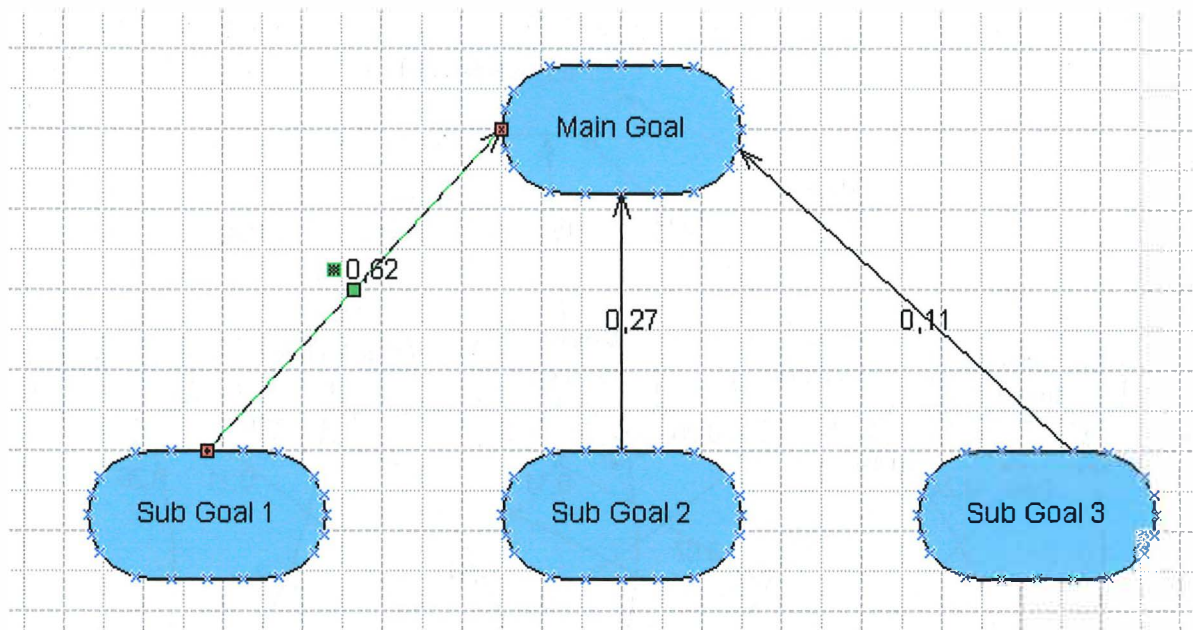 Main Goal
0,62
0,27
0,11
Sub Goal 1
Sub Goal 2
Sub Goal 3